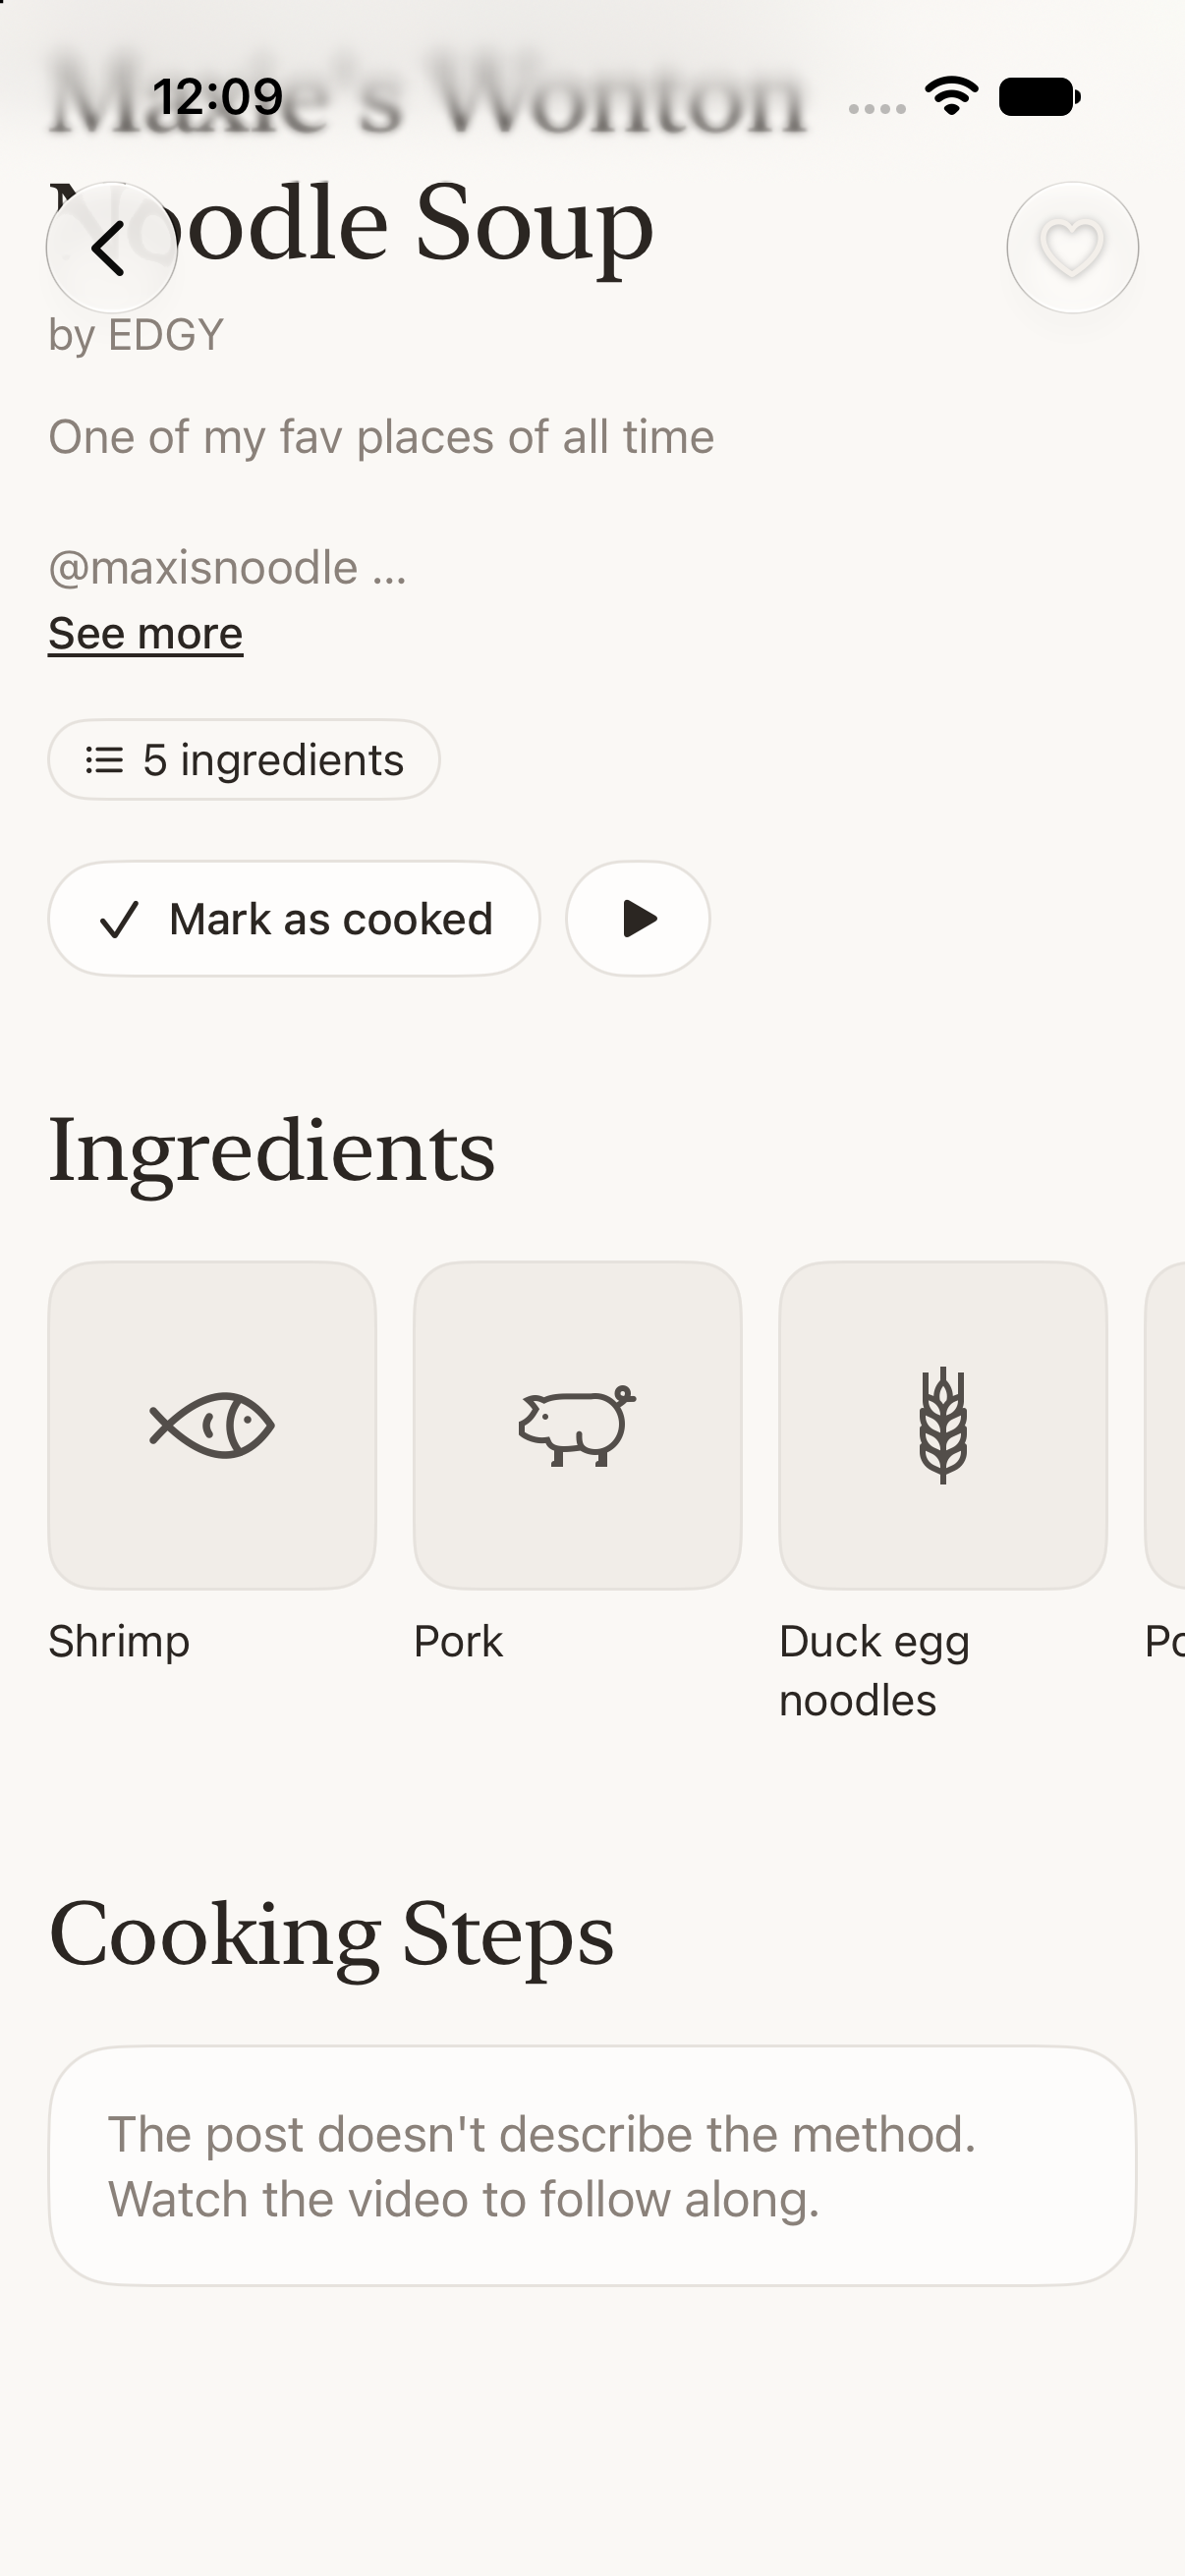 12:09
Maxie's Wonton
Noodle Soup
by EDGY
One of my fav places of all time
@maxisnoodle ...
See more
5 ingredients
Mark as cooked
Ingredients
Shrimp
Pork
Duck egg
noodles
Cooking Steps
The post doesn't describe the method.
Watch the video to follow along.